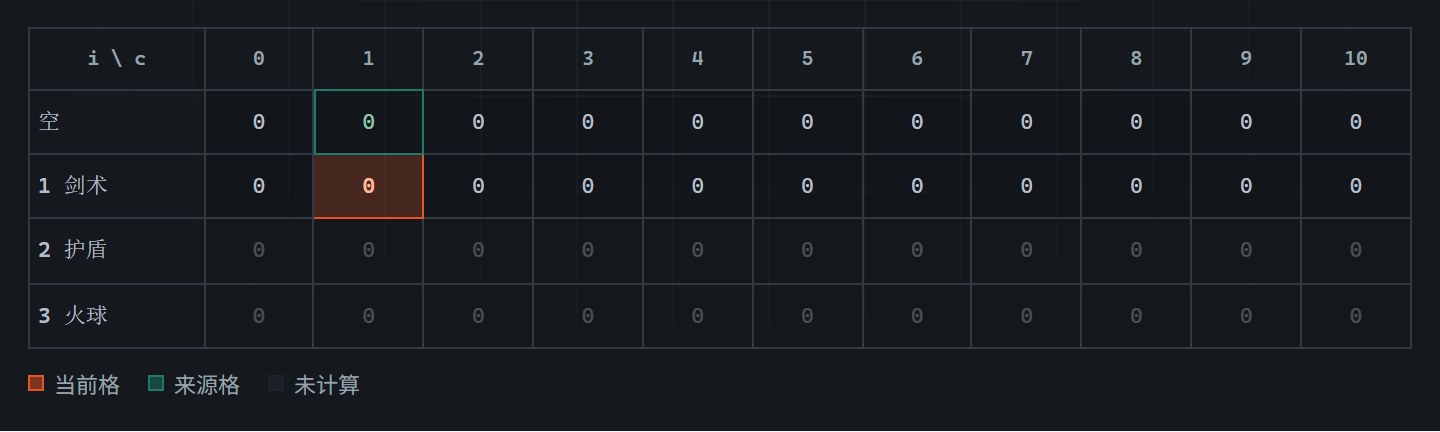 i \ c 0 1 2 3 4 5 6 7 8 9 10
空 0 0 0 0 0 0 0 0 0 0 0
1 剑术 0 0 0 0 0 0 0 0 0 0 0
2 护盾 0 0 0 0 0 0 0 0 0 0 0
3 火球 0 0 0 0 0 0 0 0 0 0 0
当前格 来源格 未计算